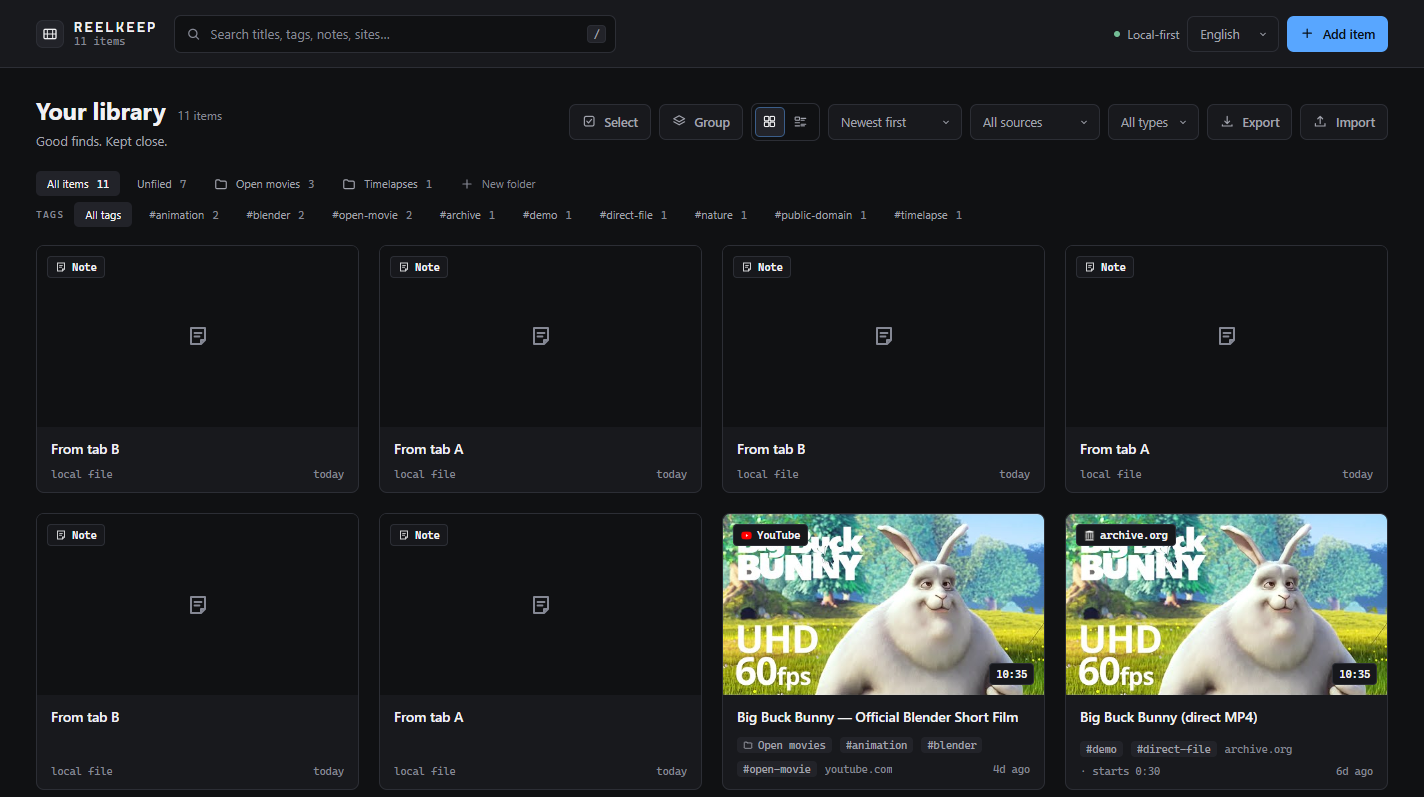 REELKEEP
11 items
Search titles, tags, notes, sites...
/
Local-first
English
Add item
Your library 11 items
Good finds. Kept close.
Select
Group
Newest first
All sources
All types
Export
Import
All items 11
Unfiled 7
Open movies 3
Timelapses 1
New folder
TAGS All tags #animation 2 #blender 2 #open-movie 2 #archive 1 #demo 1 #direct-file 1 #nature 1 #public-domain 1 #timelapse 1
Note
From tab B
local file today
Note
From tab A
local file today
Note
From tab B
local file today
Note
From tab A
local file today
Note
From tab B
local file today
Note
From tab A
local file today
YouTube
Big Buck
BUNNY
UHD
60fps
10:35
Big Buck Bunny — Official Blender Short Film
Open movies #animation #blender
#open-movie youtube.com 4d ago
archive.org
Big Buck
BUNNY
UHD
60fps
10:35
Big Buck Bunny (direct MP4)
#demo #direct-file archive.org
· starts 0:30 6d ago